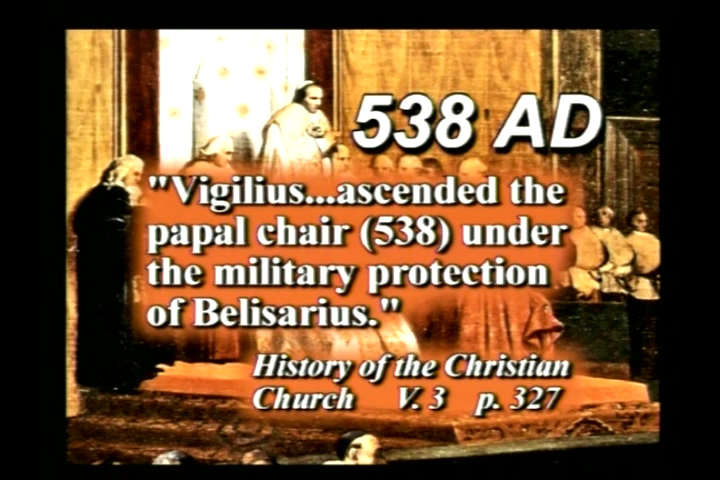 538 AD
"Vigilius...ascended the
papal chair (538) under
the military protection
of Belisarius."
History of the Christian
Church V. 3 p. 327